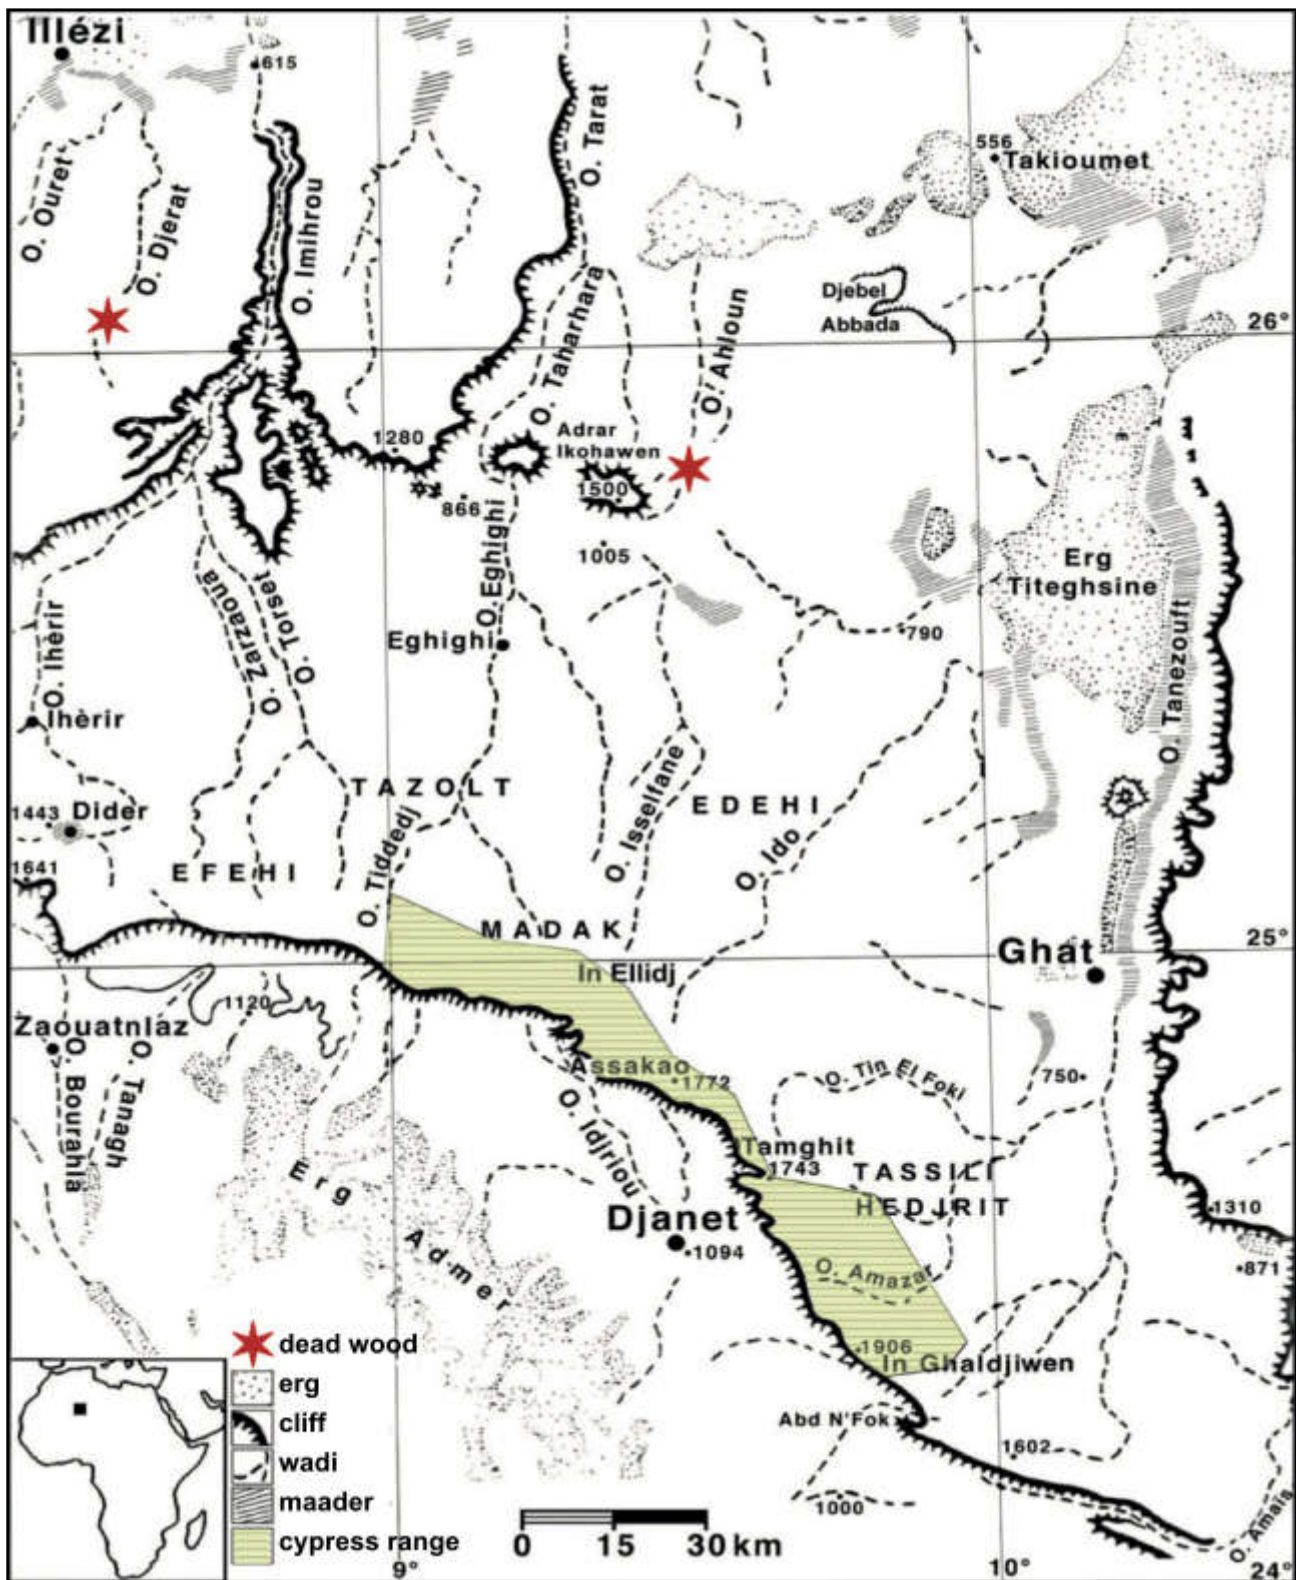 Illézi
1615
O. Ouret
O. Djerat
O. Imihrou
O. Tarat
556
Takioumet
Djebel
Abbada
26°
O. Taharhara
O. Ahloun
1280
Adrar
Ikohawen
866
1500
1005
O. Eghighi
Erg
Titeghsine
790
Eghighi
O. Zarzaoua
O. Torset
O. Ihèrir
Ihèrir
O. Tanezouft
TAZOLT
1443
Dider
EDEHI
O. Isselfane
O. Ido
1641
EFEHI
O. Tiddedj
MADAK
25°
Ghat
In Ellidj
1120
Zaouatnlaz
O. Bourahla
O. Tanagh
Assakao
1772
O. Tin El Foki
750
O. Idjriou
Tamghit
1743
TASSILI
HEDJRIT
Erg
Admer
Djanet
1094
1310
871
O. Amazar
1906
In Ghaldjiwen
Abd N'Fok
1602
1000
O. Amais
dead wood
erg
cliff
wadi
maader
cypress range
0 15 30 km
9°
10°
24°